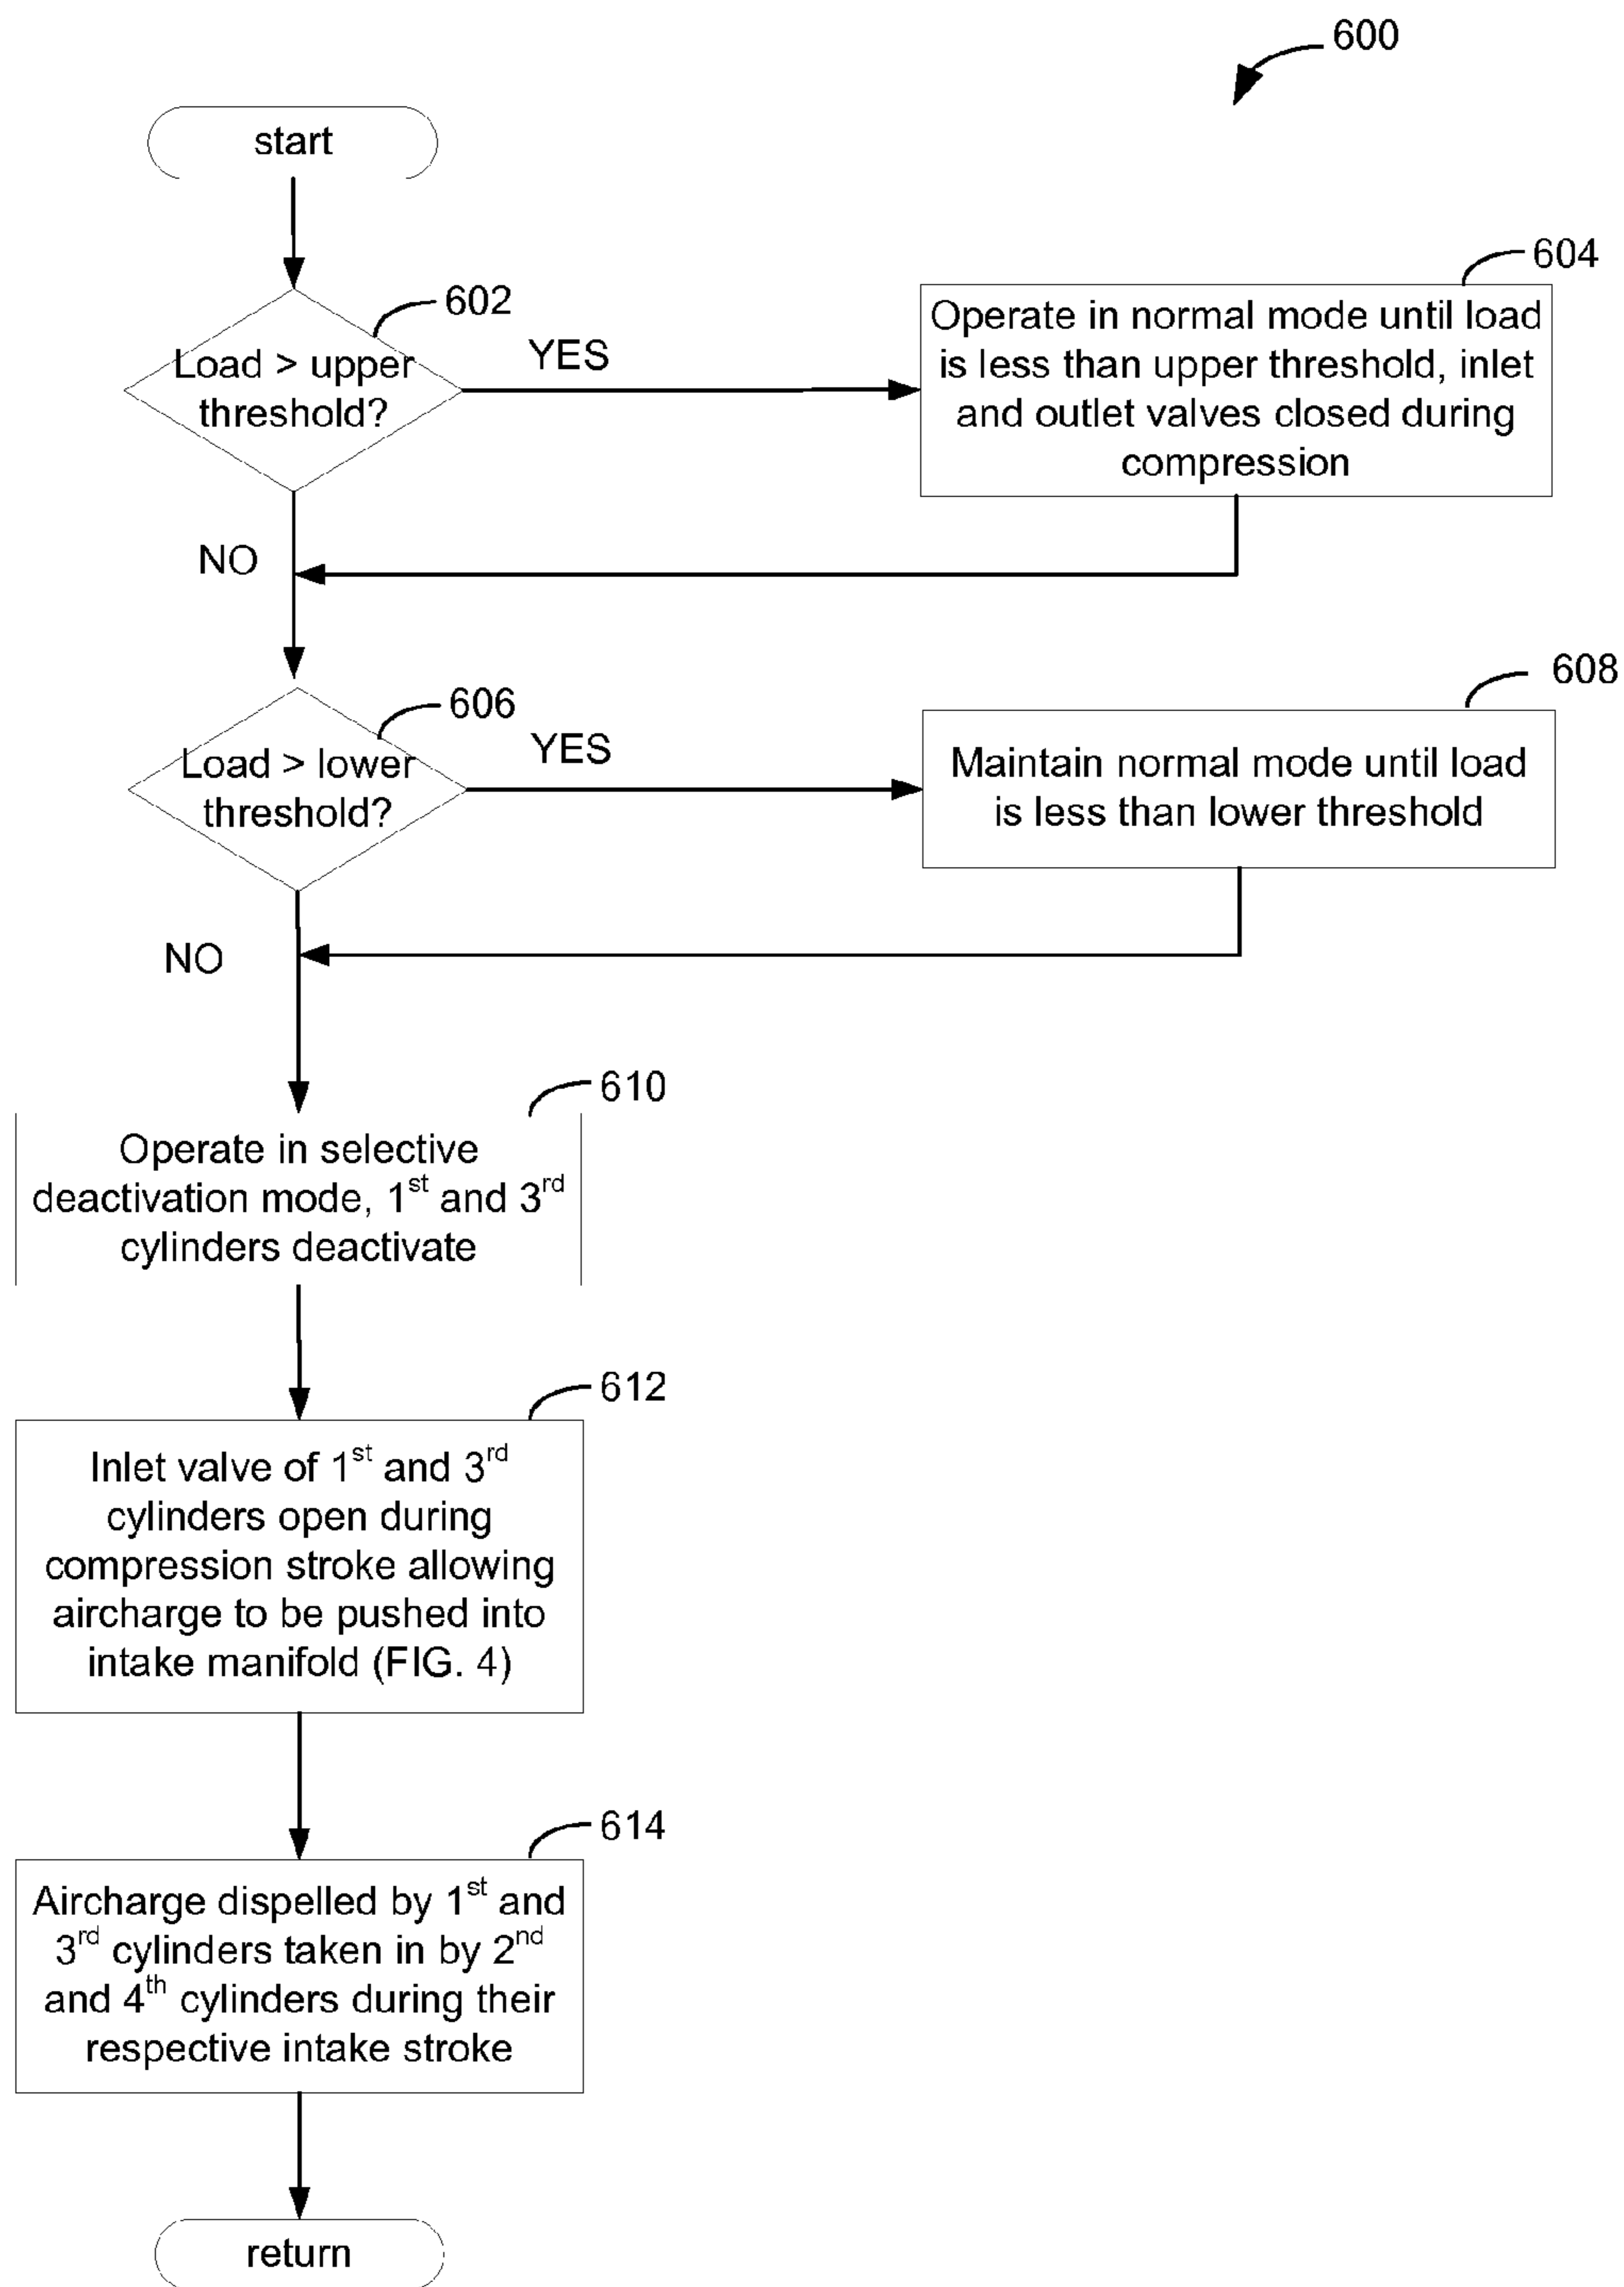 600
start
602
Load > upper
threshold?
YES
604
Operate in normal mode until load
is less than upper threshold, inlet
and outlet valves closed during
compression
NO
606
Load > lower
threshold?
YES
608
Maintain normal mode until load
is less than lower threshold
NO
610
Operate in selective
deactivation mode, 1st and 3rd
cylinders deactivate
612
Inlet valve of 1st and 3rd
cylinders open during
compression stroke allowing
aircharge to be pushed into
intake manifold (FIG. 4)
614
Aircharge dispelled by 1st and
3rd cylinders taken in by 2nd
and 4th cylinders during their
respective intake stroke
return